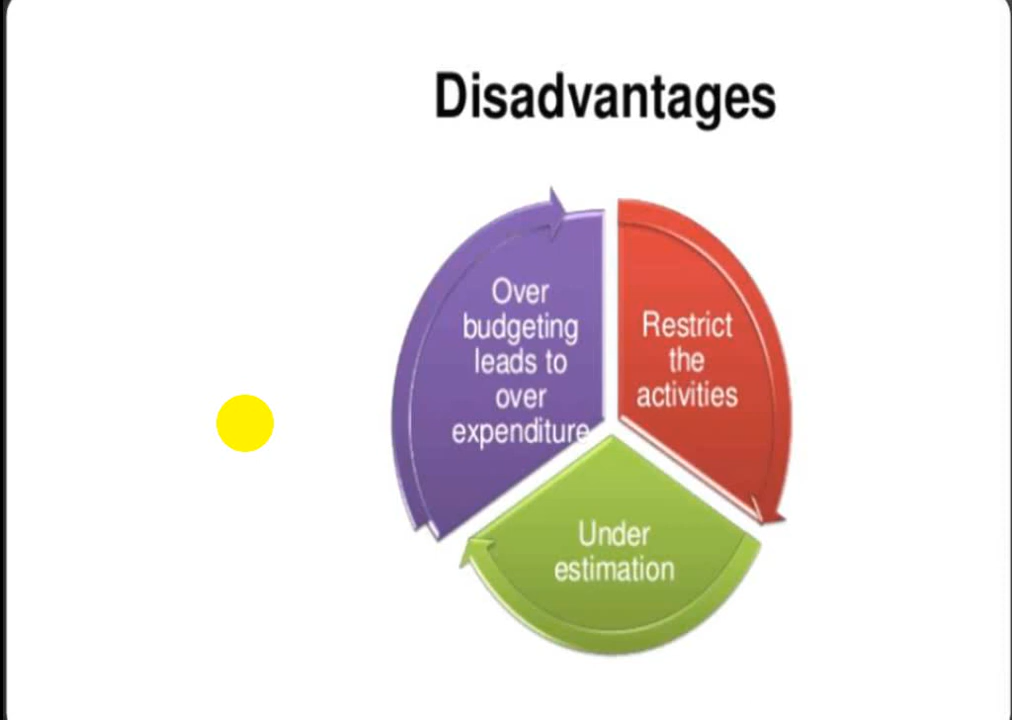 Disadvantages
Over
budgeting
leads to
over
expenditure
Restrict
the
activities
Under
estimation